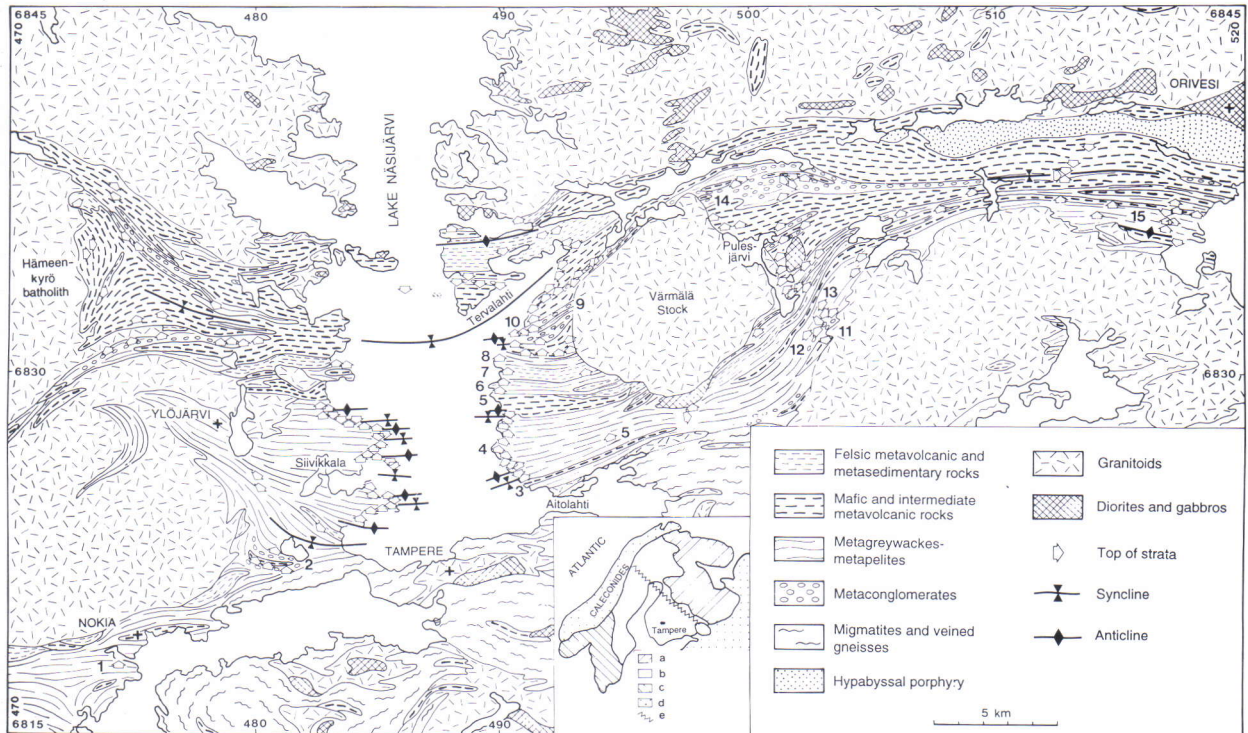 6845
470
480
490
500
510
6845
520
ORIVESI
LAKE NÄSIJÄRVI
Hämeen-
kyrö
batholith
14
Pules-
järvi
15
Tervalahti
9
Värmälä
Stock
13
10
11
12
8
7
6
5
4
5
3
6830
6830
YLÖJÄRVI
Siivikkala
Aitolahti
TAMPERE
2
NOKIA
1
470
6815
480
490
ATLANTIC
CALECONIDES
Tampere
a
b
c
d
e
Felsic metavolcanic and
metasedimentary rocks
Mafic and intermediate
metavolcanic rocks
Metagreywackes-
metapelites
Metaconglomerates
Migmatites and veined
gneisses
Hypabyssal porphyry
Granitoids
Diorites and gabbros
Top of strata
Syncline
Anticline
5 km